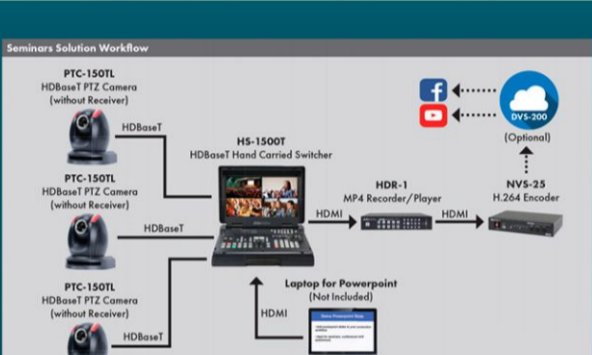 Seminars Solution Workflow
PTC-150TL
HDBaseT PTZ Camera
(without Receiver)
HDBaseT
HS-1500T
HDBaseT Hand Carried Switcher
DVS-200
(Optional)
PTC-150TL
HDBaseT PTZ Camera
(without Receiver)
HDBaseT
HDMI
HDR-1
MP4 Recorder/Player
HDMI
NVS-25
H.264 Encoder
PTC-150TL
HDBaseT PTZ Camera
(without Receiver)
HDBaseT
HDMI
Laptop for Powerpoint
(Not Included)